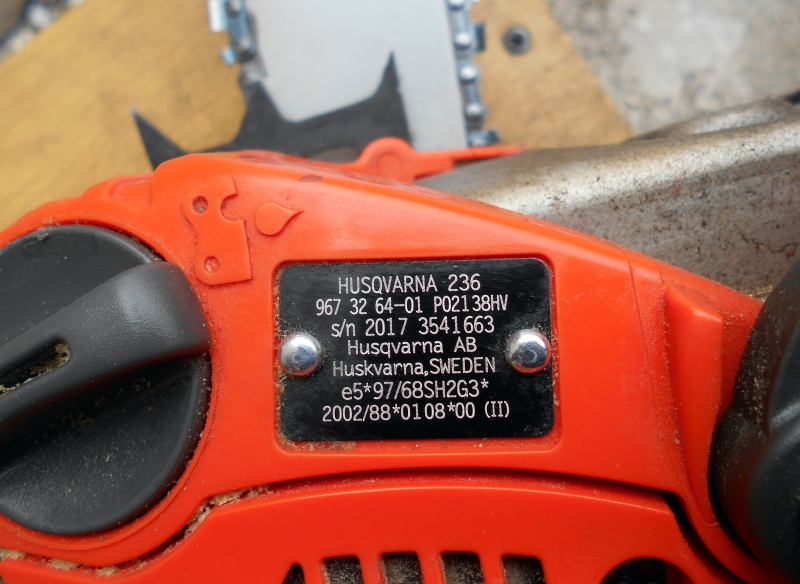 HUSQVARNA 236
967 32 64-01 P02138HV
s/n 2017 3541663
Husqvarna AB
Huskvarna,SWEDEN
e5*97/68SH2G3*
2002/88*0108*00 (II)